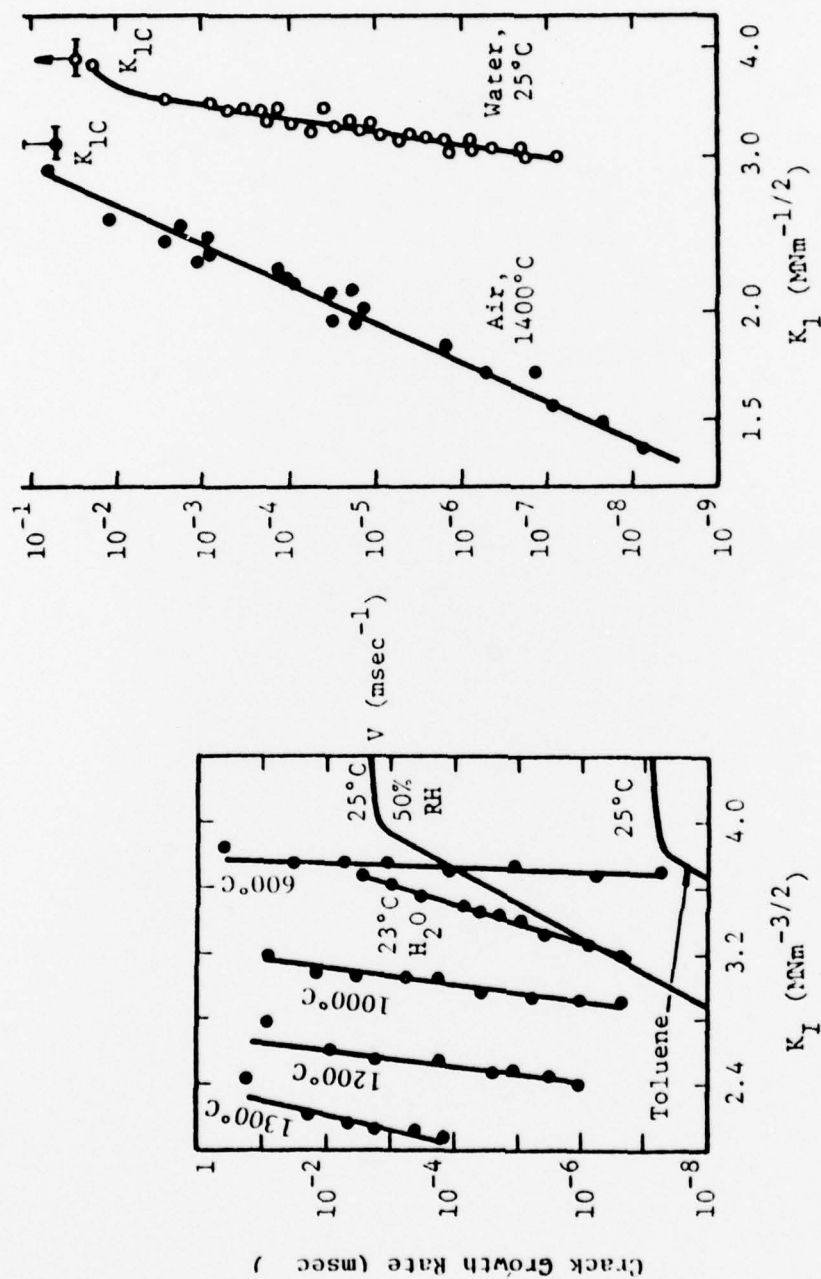 Crack Growth Rate (msec )
1
10-2
10-4
10-6
10-8
1300°C
1200°C
1000°C
23°C
H2O
600°C
25°C
50%
RH
25°C
Toluene
2.4
3.2
4.0
KI (MNm-3/2)
V (msec-1)
10-1
10-2
10-3
10-4
10-5
10-6
10-7
10-8
10-9
K1C
K1C
Air,
1400°C
Water,
25°C
1.5
2.0
3.0
4.0
K1 (MNm-1/2)